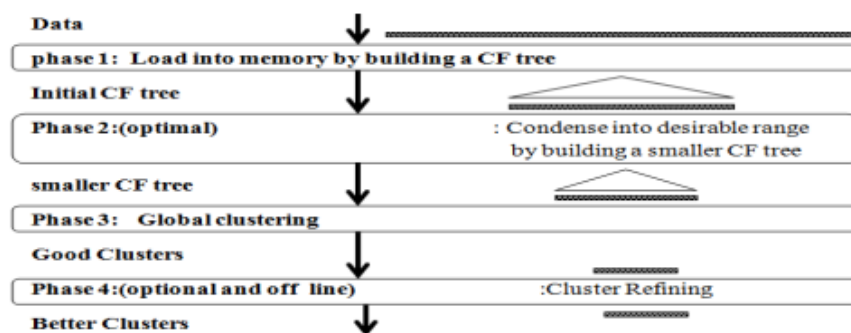 Data
phase 1: Load into memory by building a CF tree
Initial CF tree
Phase 2:(optimal) : Condense into desirable range
by building a smaller CF tree
smaller CF tree
Phase 3: Global clustering
Good Clusters
Phase 4:(optional and off line) :Cluster Refining
Better Clusters